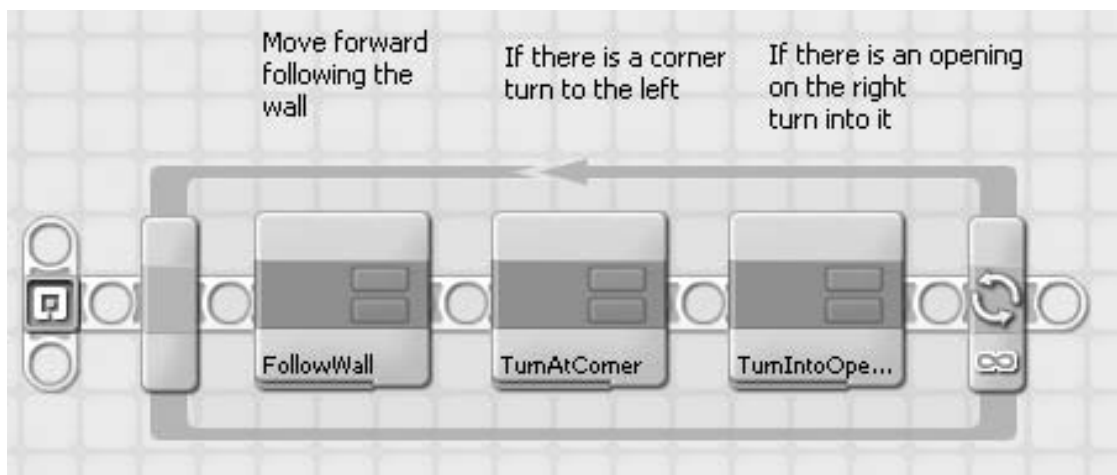 Move forward
following the
wall
If there is a corner
turn to the left
If there is an opening
on the right
turn into it
FollowWall
TurnAtCorner
TurnIntoOpe...